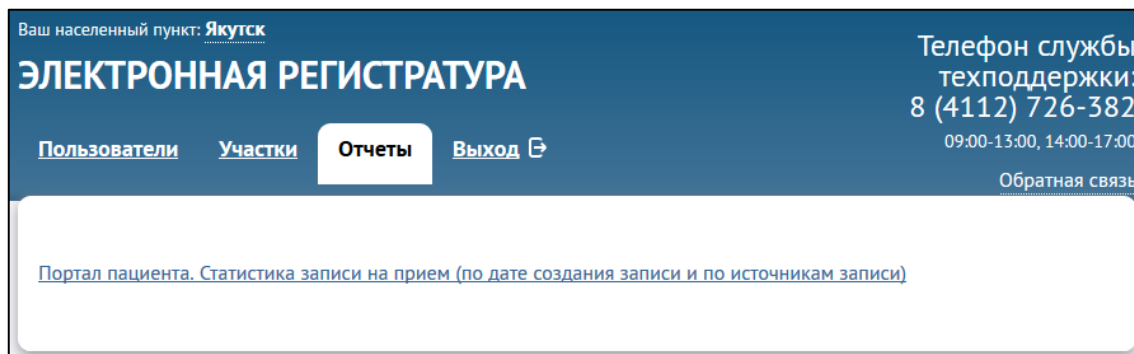 Ваш населенный пункт: Якутск
ЭЛЕКТРОННАЯ РЕГИСТРАТУРА
Телефон службы
техподдержки:
8 (4112) 726-382
09:00-13:00, 14:00-17:00
Обратная связь
Пользователи Участки Отчеты Выход
Портал пациента. Статистика записи на прием (по дате создания записи и по источникам записи)